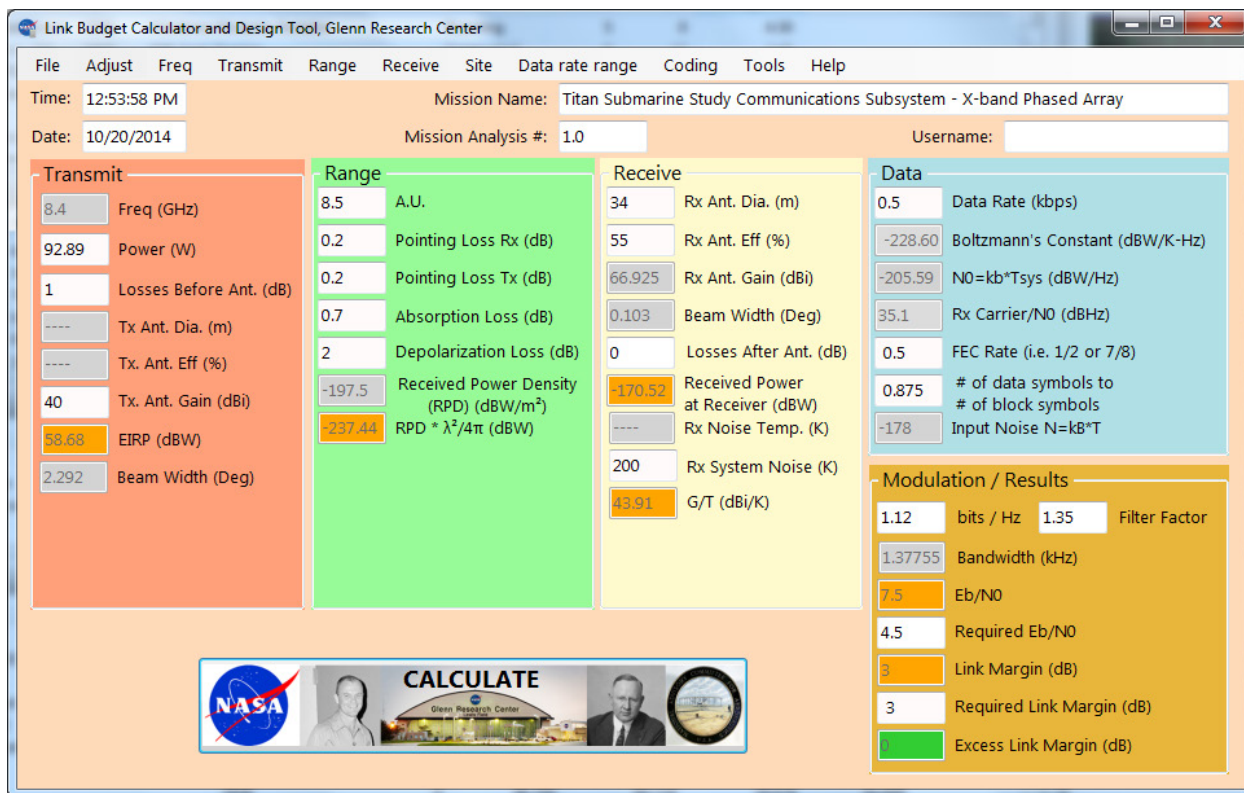 Link Budget Calculator and Design Tool, Glenn Research Center
File Adjust Freq Transmit Range Receive Site Data rate range Coding Tools Help
Time: 12:53:58 PM Mission Name: Titan Submarine Study Communications Subsystem - X-band Phased Array
Date: 10/20/2014 Mission Analysis #: 1.0 Username:
Transmit
8.4 Freq (GHz)
92.89 Power (W)
1 Losses Before Ant. (dB)
---- Tx Ant. Dia. (m)
---- Tx. Ant. Eff (%)
40 Tx. Ant. Gain (dBi)
58.68 EIRP (dBW)
2.292 Beam Width (Deg)
Range
8.5 A.U.
0.2 Pointing Loss Rx (dB)
0.2 Pointing Loss Tx (dB)
0.7 Absorption Loss (dB)
2 Depolarization Loss (dB)
-197.5 Received Power Density
(RPD) (dBW/m²)
-237.44 RPD * λ²/4π (dBW)
Receive
34 Rx Ant. Dia. (m)
55 Rx Ant. Eff (%)
66.925 Rx Ant. Gain (dBi)
0.103 Beam Width (Deg)
0 Losses After Ant. (dB)
-170.52 Received Power
at Receiver (dBW)
---- Rx Noise Temp. (K)
200 Rx System Noise (K)
43.91 G/T (dBi/K)
Data
0.5 Data Rate (kbps)
-228.60 Boltzmann's Constant (dBW/K-Hz)
-205.59 N0=kb*Tsys (dBW/Hz)
35.1 Rx Carrier/N0 (dBHz)
0.5 FEC Rate (i.e. 1/2 or 7/8)
0.875 # of data symbols to
# of block symbols
-178 Input Noise N=kB*T
Modulation / Results
1.12 bits / Hz 1.35 Filter Factor
1.37755 Bandwidth (kHz)
7.5 Eb/N0
4.5 Required Eb/N0
3 Link Margin (dB)
3 Required Link Margin (dB)
0 Excess Link Margin (dB)
NASA
CALCULATE
Glenn Research Center